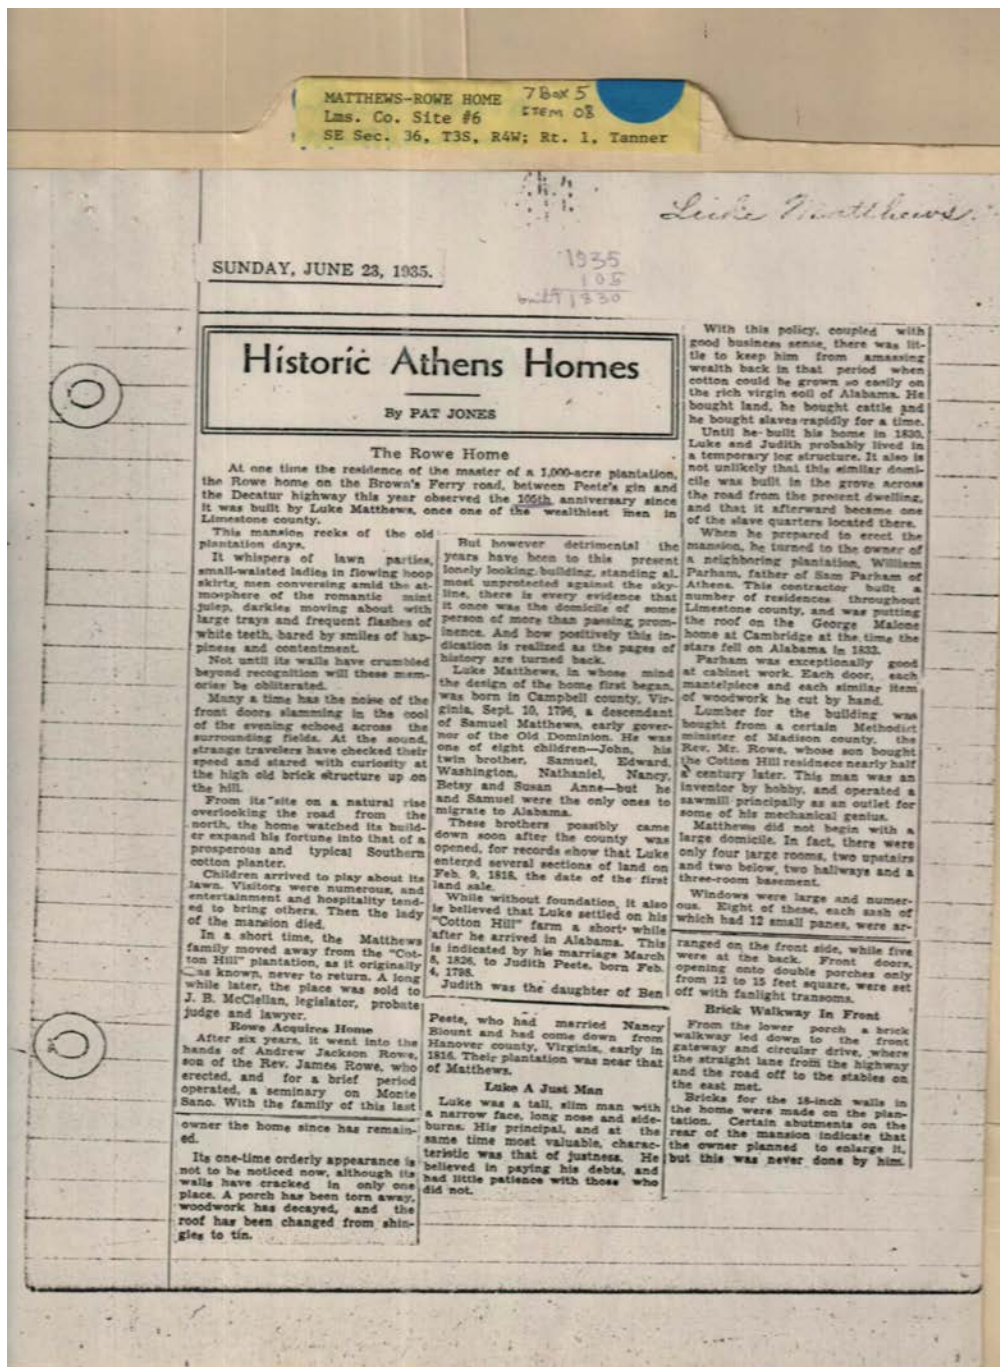 MATTHEWS-ROWE HOME 7 Box 5
Lms. Co. Site #6 ITEM 08
SE Sec. 36, T3S, R4W; Rt. 1, Tanner
Luke Matthews
SUNDAY, JUNE 23, 1935.
1935
105
built 1830
Historic Athens Homes
By PAT JONES
The Rowe Home
At one time the residence of the master of a 1,000-acre plantation,
the Rowe home on the Brown's Ferry road, between Peete's gin and
the Decatur highway this year observed the 105th anniversary since
it was built by Luke Matthews, once one of the wealthiest men in
Limestone county.
This mansion reeks of the old
plantation days.
It whispers of lawn parties,
small-waisted ladies in flowing hoop
skirts, men conversing amid the at-
mosphere of the romantic mint
julep, darkies moving about with
large trays and frequent flashes of
white teeth, bared by smiles of hap-
piness and contentment.
Not until its walls have crumbled
beyond recognition will these mem-
ories be obliterated.
Many a time has the noise of the
front doors slamming in the cool
of the evening echoed across the
surrounding fields. At the sound,
strange travelers have checked their
speed and stared with curiosity at
the high old brick structure up on
the hill.
From its site on a natural rise
overlooking the road from the
north, the home watched its build-
er expand his fortune into that of a
prosperous and typical Southern
cotton planter.
Children arrived to play about its
lawn. Visitors were numerous, and
entertainment and hospitality tend-
ed to bring others. Then the lady
of the mansion died.
In a short time, the Matthews
family moved away from the "Cot-
ton Hill" plantation, as it originally
was known, never to return. A long
while later, the place was sold to
J. B. McClellan, legislator, probate
judge and lawyer.
Rowe Acquires Home
After six years, it went into the
hands of Andrew Jackson Rowe,
son of the Rev. James Rowe, who
erected, and for a brief period
operated, a seminary on Monte
Sano. With the family of this last
owner the home since has remain-
ed.
Its one-time orderly appearance is
not to be noticed now, although its
walls have cracked in only one
place. A porch has been torn away,
woodwork has decayed, and the
roof has been changed from shin-
gles to tin.
But however detrimental the
years have been to this present
lonely looking building, standing al-
most unprotected against the sky-
line, there is every evidence that
it once was the domicile of some
person of more than passing prom-
inence. And how positively this in-
dication is realized as the pages of
history are turned back.
Luke Matthews, in whose mind
the design of the home first began,
was born in Campbell county, Vir-
ginia, Sept. 10, 1796, a descendant
of Samuel Matthews, early gover-
nor of the Old Dominion. He was
one of eight children—John, his
twin brother, Samuel, Edward,
Washington, Nathaniel, Nancy,
Betsy and Susan Anne—but he
and Samuel were the only ones to
migrate to Alabama.
These brothers possibly came
down soon after the county was
opened, for records show that Luke
entered several sections of land on
Feb. 9, 1818, the date of the first
land sale.
While without foundation, it also
is believed that Luke settled on his
"Cotton Hill" farm a short while
after he arrived in Alabama. This
is indicated by his marriage March
8, 1826, to Judith Peete, born Feb.
4, 1798.
Judith was the daughter of Ben
Peete, who had married Nancy
Blount and had come down from
Hanover county, Virginia, early in
1816. Their plantation was near that
of Matthews.
Luke A Just Man
Luke was a tall, slim man with
a narrow face, long nose and side-
burns. His principal, and at the
same time most valuable, charac-
teristic was that of justness. He
believed in paying his debts, and
had little patience with those who
did not.
With this policy, coupled with
good business sense, there was lit-
tle to keep him from amassing
wealth back in that period when
cotton could be grown so easily on
the rich virgin soil of Alabama. He
bought land, he bought cattle and
he bought slaves rapidly for a time.
Until he built his home in 1830,
Luke and Judith probably lived in
a temporary log structure. It also is
not unlikely that this similar domi-
cile was built in the grove across
the road from the present dwelling,
and that it afterward became one
of the slave quarters located there.
When he prepared to erect the
mansion, he turned to the owner of
a neighboring plantation, William
Parham, father of Sam Parham of
Athens. This contractor built a
number of residences throughout
Limestone county, and was putting
the roof on the George Malone
home at Cambridge at the time the
stars fell on Alabama in 1833.
Parham was exceptionally good
at cabinet work. Each door, each
mantelpiece and each similar item
of woodwork he cut by hand.
Lumber for the building was
bought from a certain Methodist
minister of Madison county, the
Rev. Mr. Rowe, whose son bought
the Cotton Hill residnece nearly half
a century later. This man was an
inventor by hobby, and operated a
sawmill principally as an outlet for
some of his mechanical genius.
Matthews did not begin with a
large domicile. In fact, there were
only four large rooms, two upstairs
and two below, two hallways and a
three-room basement.
Windows were large and numer-
ous. Eight of these, each sash of
which had 12 small panes, were ar-
ranged on the front side, while five
were at the back. Front doors,
opening onto double porches only
from 12 to 15 feet square, were set
off with fanlight transoms.
Brick Walkway In Front
From the lower porch a brick
walkway led down to the front
gateway and circular drive, where
the straight lane from the highway
and the road off to the stables on
the east met.
Bricks for the 18-inch walls in
the home were made on the plan-
tation. Certain abutments on the
rear of the mansion indicate that
the owner planned to enlarge it,
but this was never done by him.